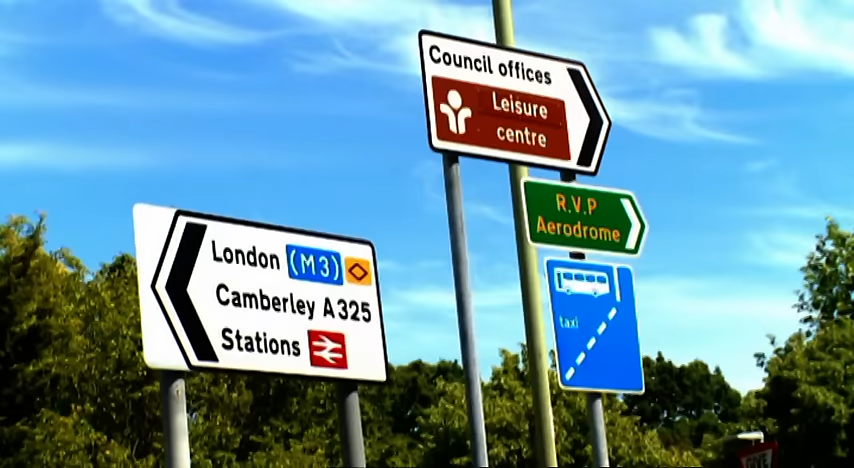 Council offices
Leisure
centre
R.V.P
Aerodrome
taxi
London (M3)
Camberley A325
Stations